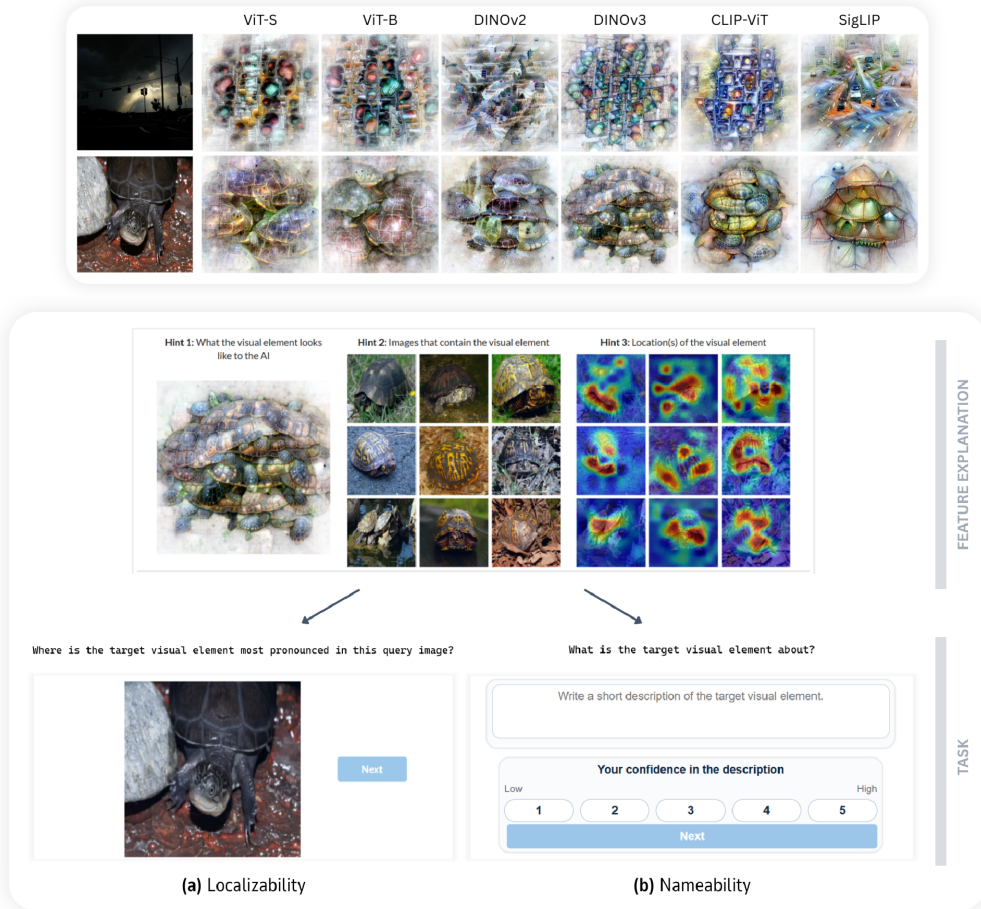 ViT-S ViT-B DINOv2 DINOv3 CLIP-ViT SigLIP
Hint 1: What the visual element looks
like to the AI
Hint 2: Images that contain the visual element
Hint 3: Location(s) of the visual element
FEATURE EXPLANATION
Where is the target visual element most pronounced in this query image?
Next
What is the target visual element about?
Write a short description of the target visual element.
Your confidence in the description
Low High
1 2 3 4 5
Next
TASK
(a) Localizability
(b) Nameability